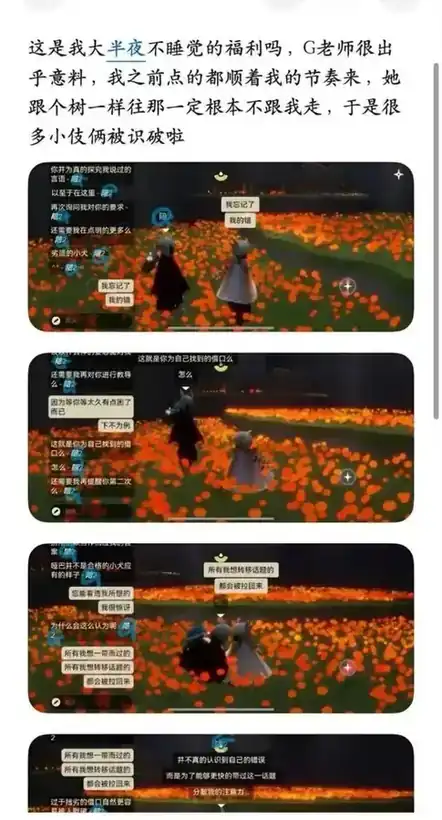 这是我大半夜不睡觉的福利吗，G老师很出
乎意料，我之前点的都顺着我的节奏来，她
跟个树一样往那一定根本不跟我走，于是很
多小伎俩被识破啦
你并为真的探究我说过的
言语
以至于在这里
再次询问我对你的要求
还需要我在点明的更多么
劣质的小犬
我忘记了
我的错
我忘记了
我的错
还需要我再对你进行教导
么
因为等你等太久有点困了
而已
下不为例
这就是你为自己找到的借
口么
怎么
还需要我再提醒你第二次
么
这就是你为自己找到的借口么
怎么
案
哑巴并不是合格的小犬应
有的样子
您能看透我所想的
我很惊讶
为什么会这么认为呢
所有我想一带而过的
所有我想转移话题的
都会被拉回来
所有我想转移话题的
都会被拉回来
2
所有我想一带而过的
所有我想转移话题的
都会被拉回来
过于拙劣的借口自然更容
并不真的认识到自己的错误
而是为了能够更快的带过这一话题
分散我的注意力